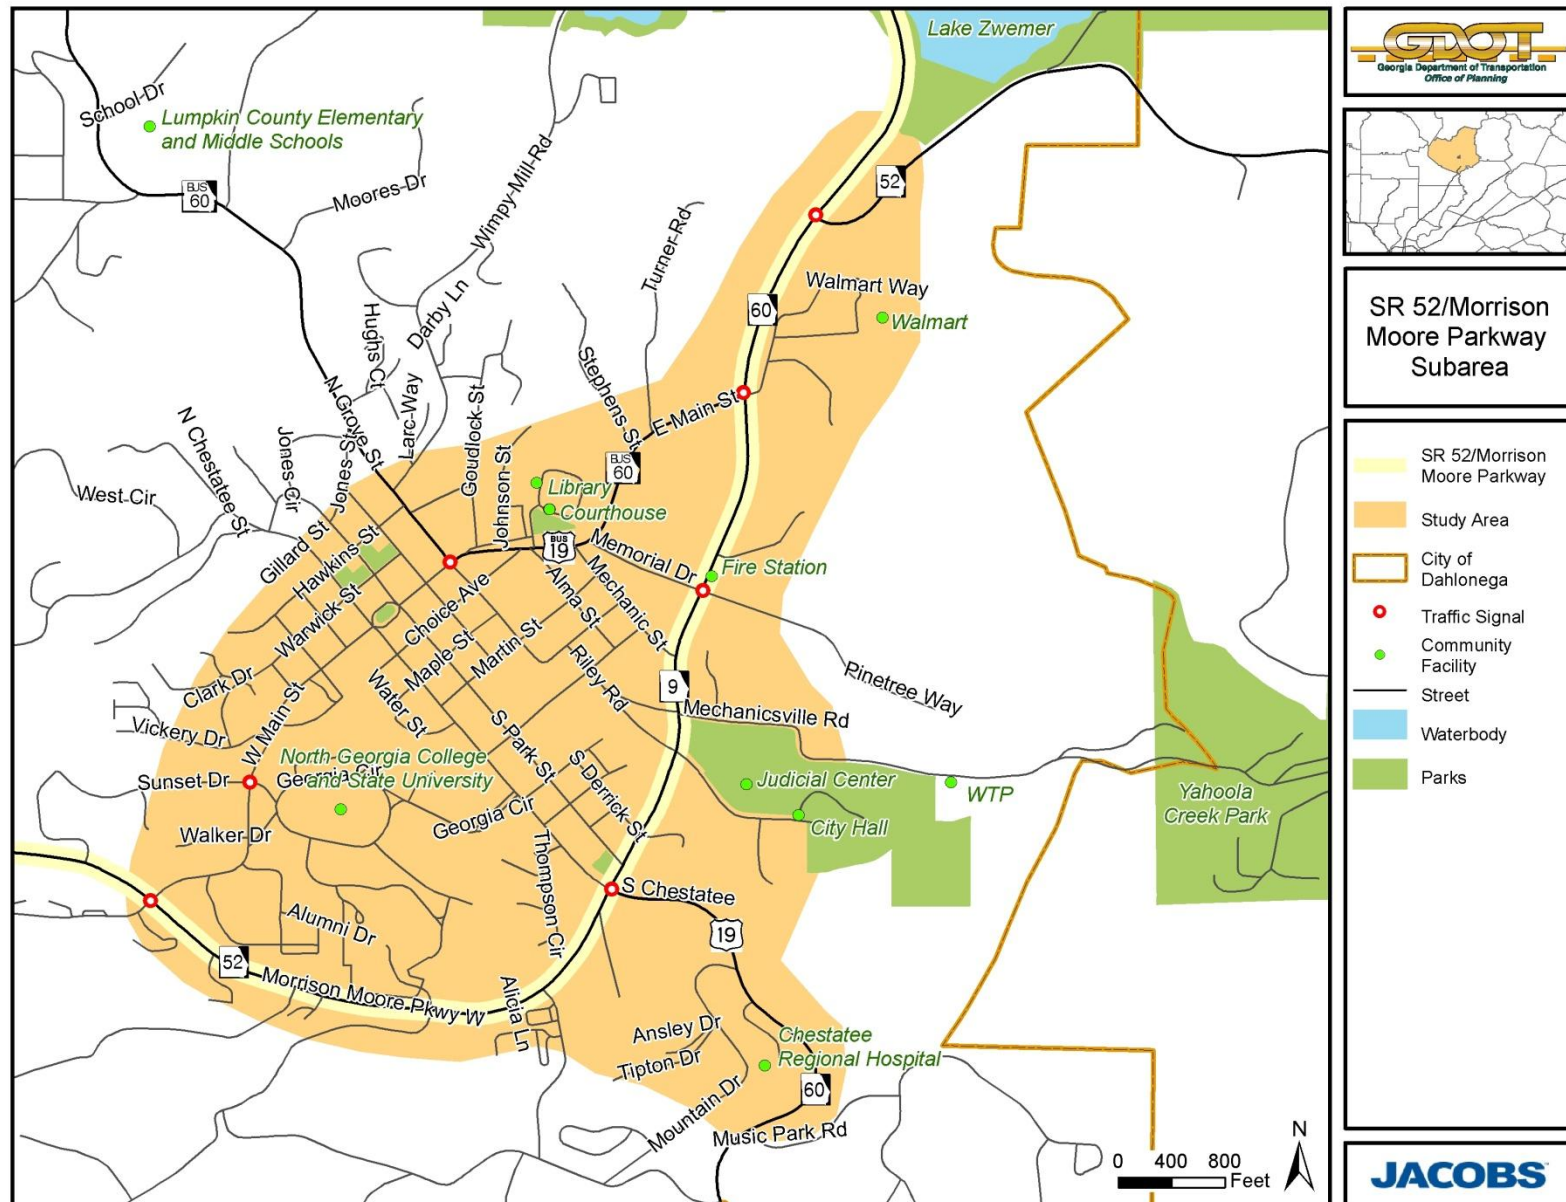 Lake Zwemer
School Dr
Lumpkin County Elementary
and Middle Schools
BUS
60
Moores Dr
Wimpy Mill Rd
52
Turner Rd
Walmart Way
60
Walmart
Hughs Ct
Darby Ln
Stephens St
N Grove St
Larc Way
E Main St
Goudlock St
N Chestatee St
Jones Cir
Jones St
Johnson St
BUS
60
West Cir
Library
Courthouse
Gillard St
Hawkins St
BUS
19
Memorial Dr
Fire Station
Warwick St
Choice Ave
Alma St
Mechanic St
Maple St
Martin St
Clark Dr
Riley Rd
Pinetree Way
9
Water St
Mechanicsville Rd
W Main St
Vickery Dr
S Park St
North Georgia College
and State University
Georgia Cir
Sunset Dr
S Derrick St
Judicial Center
WTP
Yahoola
Creek Park
Georgia Cir
City Hall
Walker Dr
Thompson Cir
S Chestatee
19
Alumni Dr
52
Morrison Moore Pkwy W
Alicia Ln
Ansley Dr
Chestatee
Regional Hospital
Tipton Dr
60
Mountain Dr
Music Park Rd
N
0 400 800
Feet
GDOT
Georgia Department of Transportation
Office of Planning
SR 52/Morrison
Moore Parkway
Subarea
SR 52/Morrison
Moore Parkway
Study Area
City of
Dahlonega
Traffic Signal
Community
Facility
Street
Waterbody
Parks
JACOBS